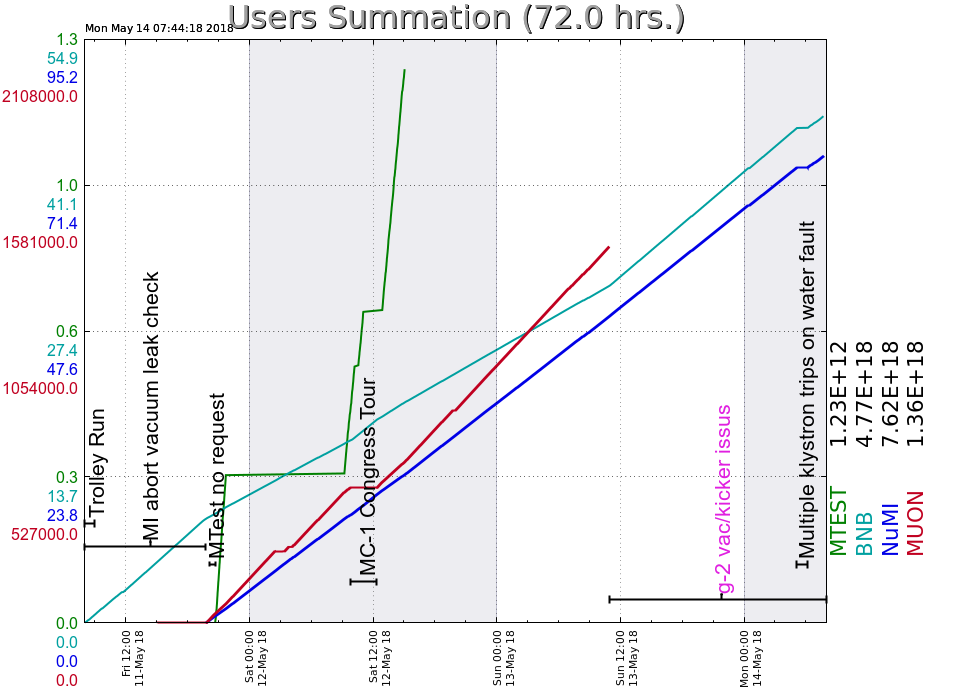 Users Summation (72.0 hrs.)
Mon May 14 07:44:18 2018
1.3
54.9
95.2
2108000.0
1.0
41.1
71.4
1581000.0
0.6
27.4
47.6
1054000.0
0.3
13.7
23.8
527000.0
0.0
0.0
0.0
0.0
Trolley Run
MI abort vacuum leak check
MTest no request
MC-1 Congress Tour
g-2 vac/kicker issus
Multiple klystron trips on water fault
MTEST 1.23E+12
BNB 4.77E+18
NuMI 7.62E+18
MUON 1.36E+18
Fri 12:00
11-May 18
Sat 00:00
12-May 18
Sat 12:00
12-May 18
Sun 00:00
13-May 18
Sun 12:00
13-May 18
Mon 00:00
14-May 18